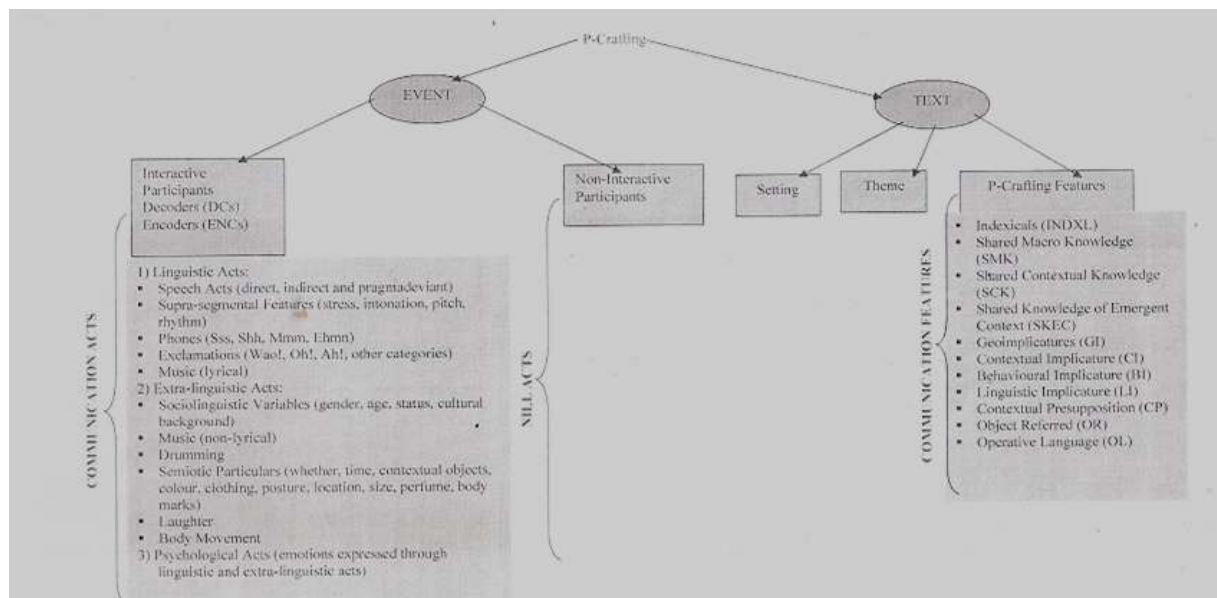 P-Crafting
EVENT
TEXT
Interactive
Participants
Decoders (DCs)
Encoders (ENCs)
Non-Interactive
Participants
Setting
Theme
P-Crafting Features
COMMUNICATION ACTS
1) Linguistic Acts:
▪ Speech Acts (direct, indirect and pragmadeviant)
▪ Supra-segmental Features (stress, intonation, pitch,
rhythm)
▪ Phones (Sss, Shh, Mmm, Ehmn)
▪ Exclamations (Wao!, Oh!, Ah!, other categories)
▪ Music (lyrical)
2) Extra-linguistic Acts:
▪ Sociolinguistic Variables (gender, age, status, cultural
background)
▪ Music (non-lyrical)
▪ Drumming
▪ Semiotic Particulars (whether, time, contextual objects,
colour, clothing, posture, location, size, perfume, body
marks)
▪ Laughter
▪ Body Movement
3) Psychological Acts (emotions expressed through
linguistic and extra-linguistic acts)
NILL ACTS
COMMUNICATION FEATURES
▪ Indexicals (INDXL)
▪ Shared Macro Knowledge
(SMK)
▪ Shared Contextual Knowledge
(SCK)
▪ Shared Knowledge of Emergent
Context (SKEC)
▪ Geoimplicatures (GI)
▪ Contextual Implicature (CI)
▪ Behavioural Implicature (BI)
▪ Linguistic Implicature (LI)
▪ Contextual Presupposition (CP)
▪ Object Referred (OR)
▪ Operative Language (OL)